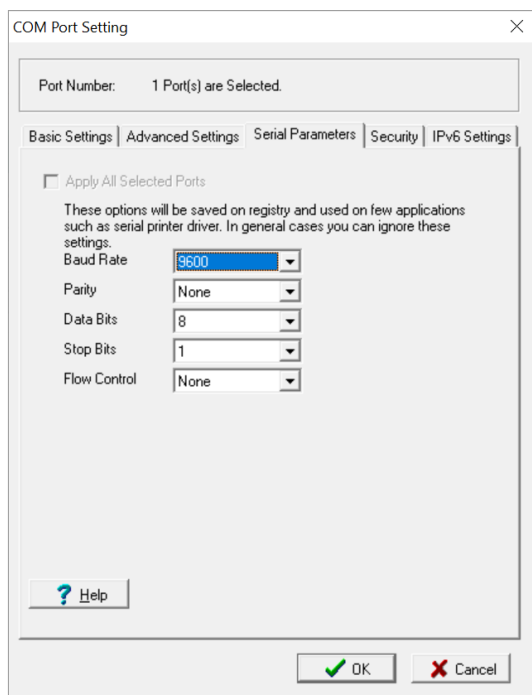 COM Port Setting
Port Number: 1 Port(s) are Selected.
Basic Settings Advanced Settings Serial Parameters Security IPv6 Settings
Apply All Selected Ports
These options will be saved on registry and used on few applications
such as serial printer driver. In general cases you can ignore these
settings.
Baud Rate 9600
Parity None
Data Bits 8
Stop Bits 1
Flow Control None
? Help
OK Cancel